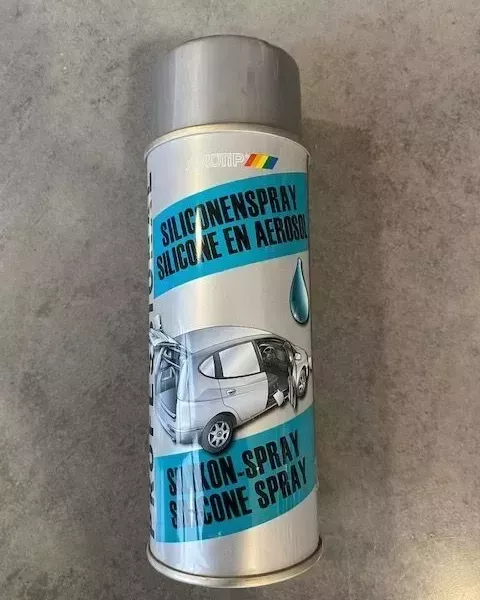 MOTIP
SILICONENSPRAY
SILICONE EN AEROSOL
SILIKON-SPRAY
SILICONE SPRAY